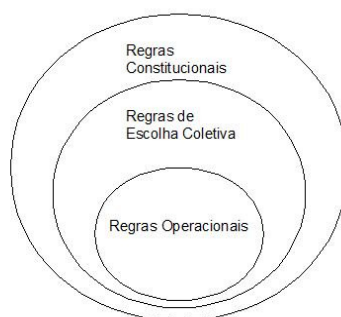 Regras
Constitucionais
Regras de
Escolha Coletiva
Regras Operacionais